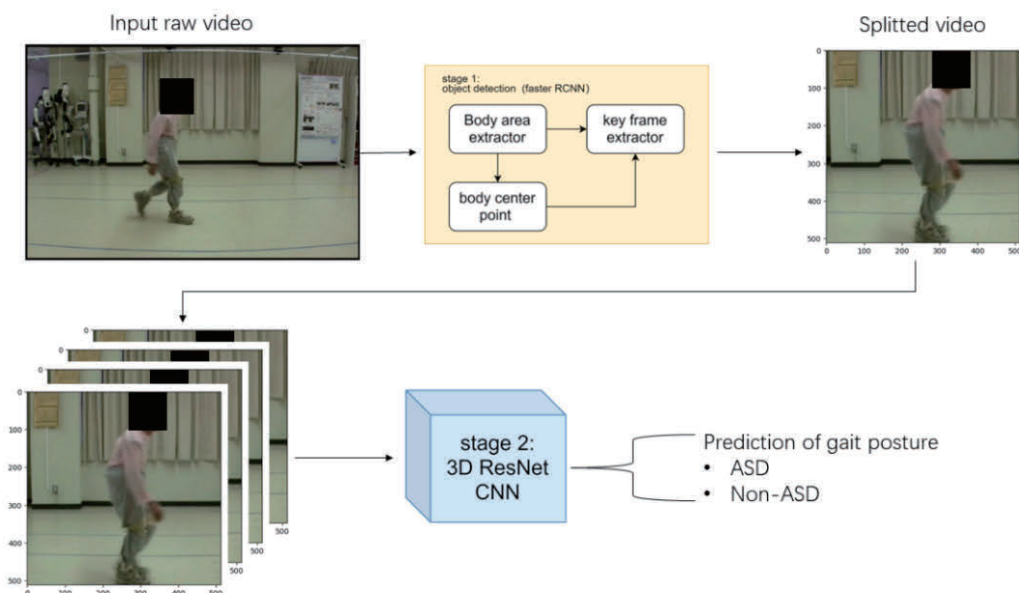 Input raw video
Splitted video
stage 1:
object detection (faster RCNN)
Body area
extractor
key frame
extractor
body center
point
0
100
200
300
400
500
0 100 200 300 400 500
0
0
0
0
100
200
300
400
500
0 100 200 300 400 500
500
500
500
stage 2:
3D ResNet
CNN
Prediction of gait posture
• ASD
• Non-ASD